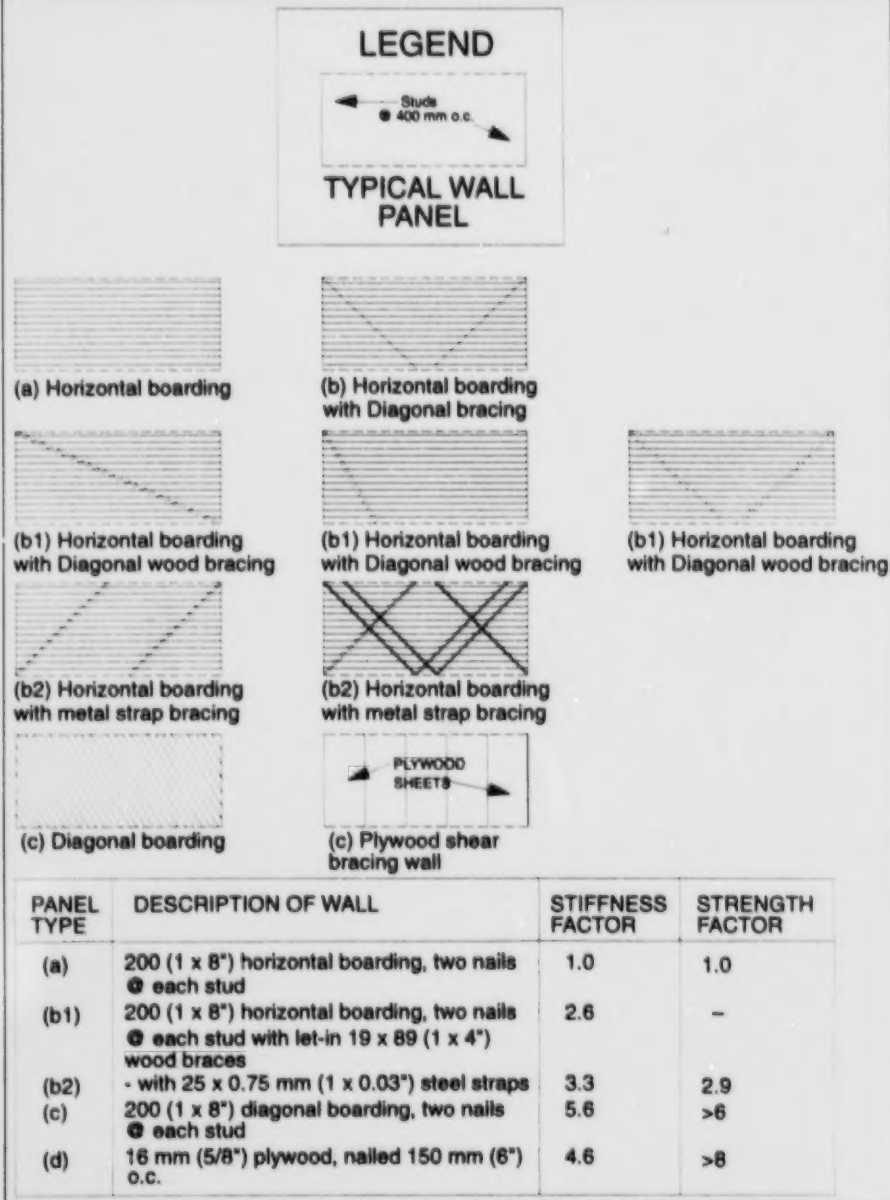 LEGEND
Studs
@ 400 mm o.c.
TYPICAL WALL
PANEL
(a) Horizontal boarding
(b) Horizontal boarding
with Diagonal bracing
(b1) Horizontal boarding
with Diagonal wood bracing
(b1) Horizontal boarding
with Diagonal wood bracing
(b1) Horizontal boarding
with Diagonal wood bracing
(b2) Horizontal boarding
with metal strap bracing
(b2) Horizontal boarding
with metal strap bracing
PLYWOOD
SHEETS
(c) Diagonal boarding
(c) Plywood shear
bracing wall
PANEL TYPE DESCRIPTION OF WALL STIFFNESS FACTOR STRENGTH FACTOR
(a) 200 (1 x 8") horizontal boarding, two nails 1.0 1.0
@ each stud
(b1) 200 (1 x 8") horizontal boarding, two nails 2.6 –
@ each stud with let-in 19 x 89 (1 x 4")
wood braces
(b2) - with 25 x 0.75 mm (1 x 0.03") steel straps 3.3 2.9
(c) 200 (1 x 8") diagonal boarding, two nails 5.6 >6
@ each stud
(d) 16 mm (5/8") plywood, nailed 150 mm (6") 4.6 >8
o.c.